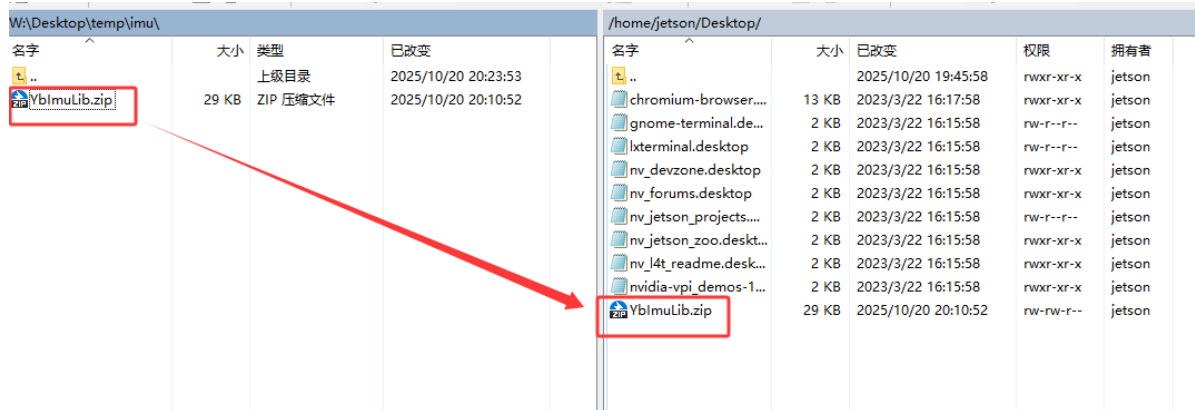 W:\Desktop\temp\imu\
名字 大小 类型 已改变
.. 上级目录 2025/10/20 20:23:53
YbImuLib.zip 29 KB ZIP 压缩文件 2025/10/20 20:10:52
/home/jetson/Desktop/
名字 大小 已改变 权限 拥有者
.. 2025/10/20 19:45:58 rwxr-xr-x jetson
chromium-browser.... 13 KB 2023/3/22 16:17:58 rwxr-xr-x jetson
gnome-terminal.de... 2 KB 2023/3/22 16:15:58 rw-r--r-- jetson
lxterminal.desktop 2 KB 2023/3/22 16:15:58 rw-r--r-- jetson
nv_devzone.desktop 2 KB 2023/3/22 16:15:58 rwxr-xr-x jetson
nv_forums.desktop 2 KB 2023/3/22 16:15:58 rwxr-xr-x jetson
nv_jetson_projects.... 2 KB 2023/3/22 16:15:58 rw-r--r-- jetson
nv_jetson_zoo.deskt... 2 KB 2023/3/22 16:15:58 rwxr-xr-x jetson
nv_l4t_readme.desk... 2 KB 2023/3/22 16:15:58 rwxr-xr-x jetson
nvidia-vpi_demos-1... 2 KB 2023/3/22 16:15:58 rwxr-xr-x jetson
YbImuLib.zip 29 KB 2025/10/20 20:10:52 rw-rw-r-- jetson